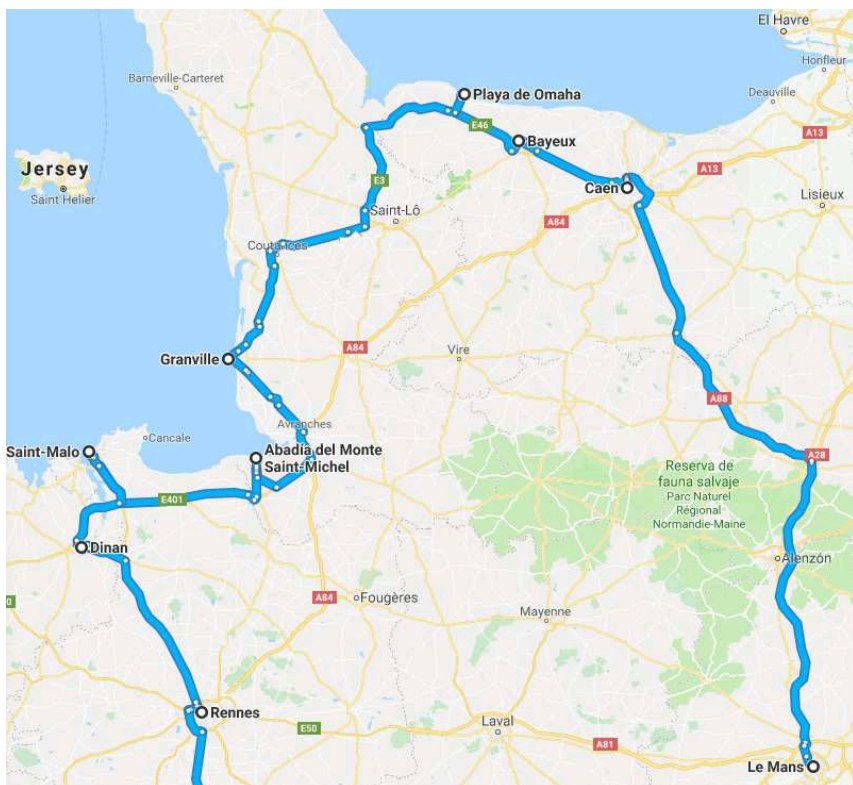 El Havre
Honfleur
Barneville-Carteret
Playa de Omaha
Deauville
E46
Bayeux
A13
A13
Jersey
Saint Helier
E3
Caen
Lisieux
Saint-Lô
A84
Granville
A84
Vire
A88
Avranches
Cancale
Saint-Malo
Abadía del Monte
Saint-Michel
A28
Reserva de
fauna salvaje
Parc Naturel
Régional
Normandie-Maine
E401
Dinan
Alenzón
A84
Fougères
Mayenne
Rennes
Laval
E50
A81
Le Mans